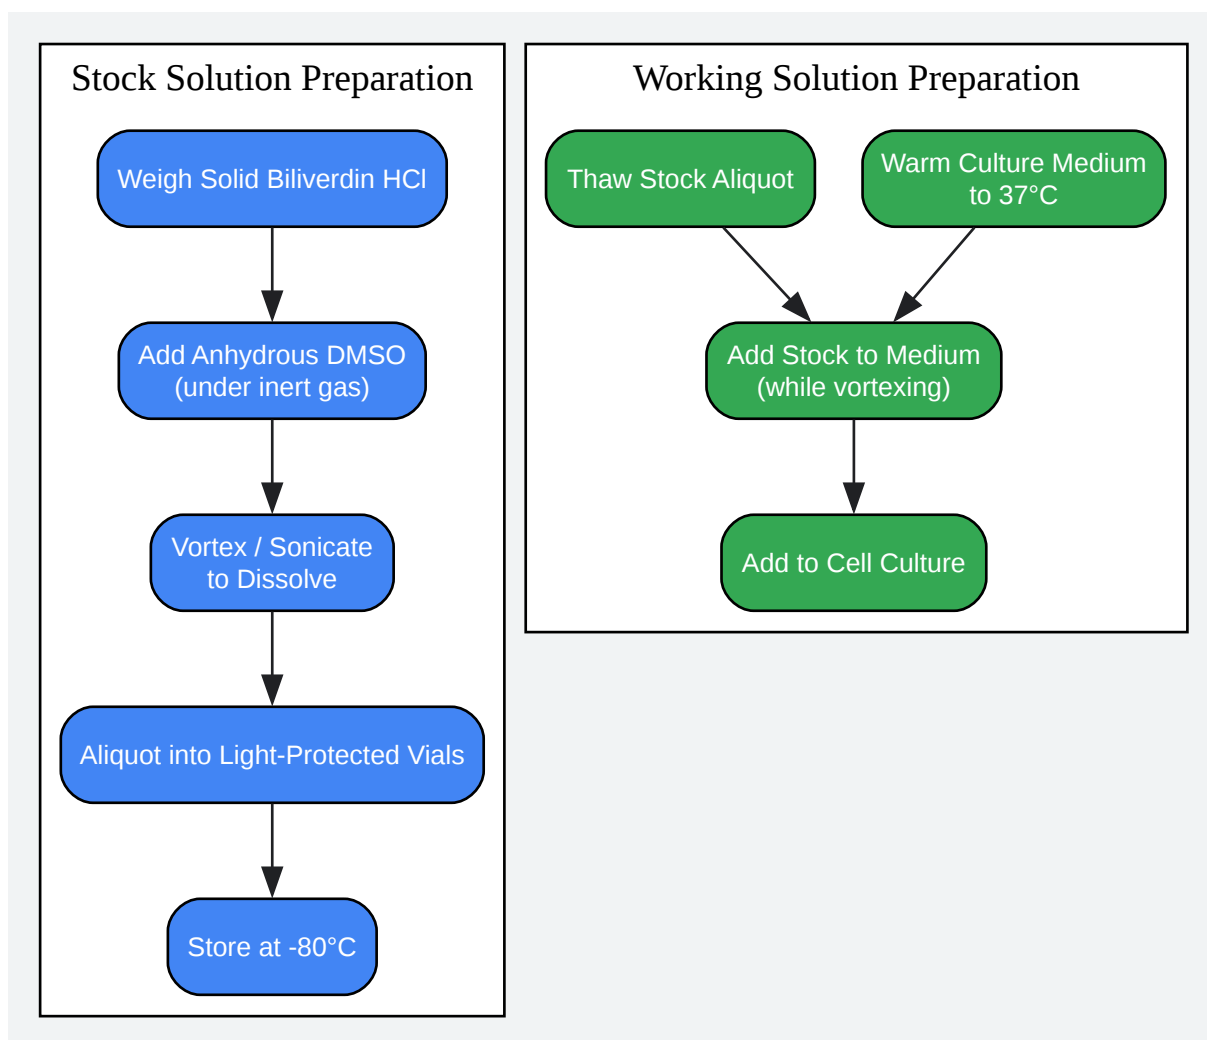 Stock Solution Preparation
Weigh Solid Biliverdin HCl
Add Anhydrous DMSO
(under inert gas)
Vortex / Sonicate
to Dissolve
Aliquot into Light-Protected Vials
Store at -80°C
Working Solution Preparation
Thaw Stock Aliquot
Warm Culture Medium
to 37°C
Add Stock to Medium
(while vortexing)
Add to Cell Culture